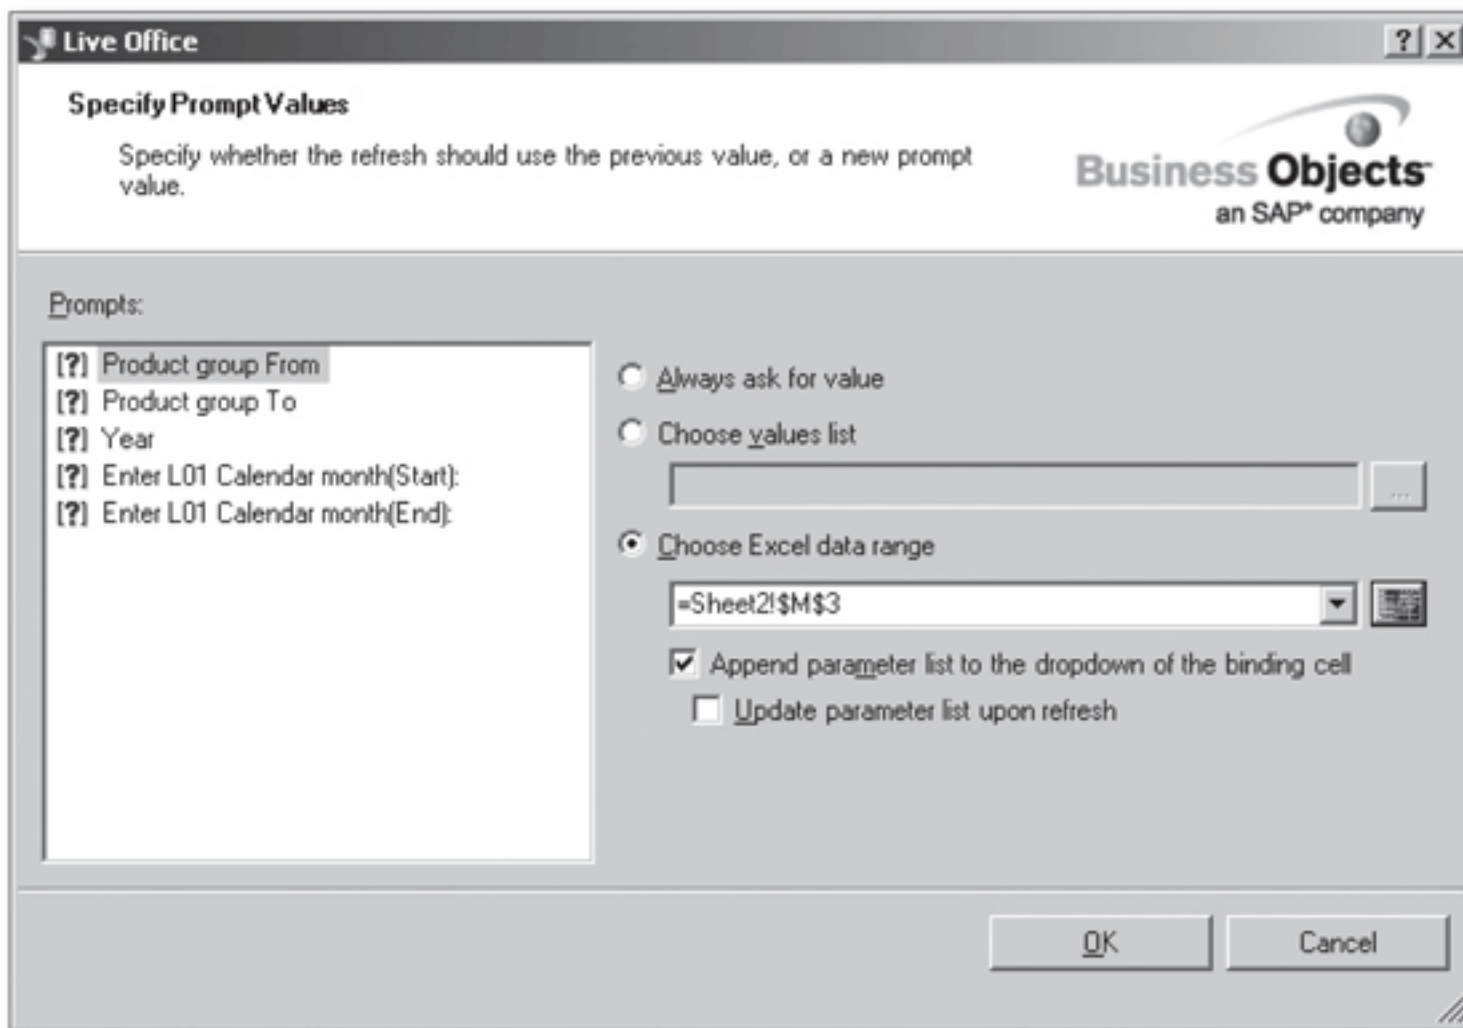 Live Office
Specify Prompt Values
Specify whether the refresh should use the previous value, or a new prompt
value.
Business Objects™
an SAP® company
Prompts:
[?] Product group From
[?] Product group To
[?] Year
[?] Enter L01 Calendar month(Start):
[?] Enter L01 Calendar month(End):
Always ask for value
Choose values list
...
Choose Excel data range
=Sheet2!$M$3
Append parameter list to the dropdown of the binding cell
Update parameter list upon refresh
OK
Cancel